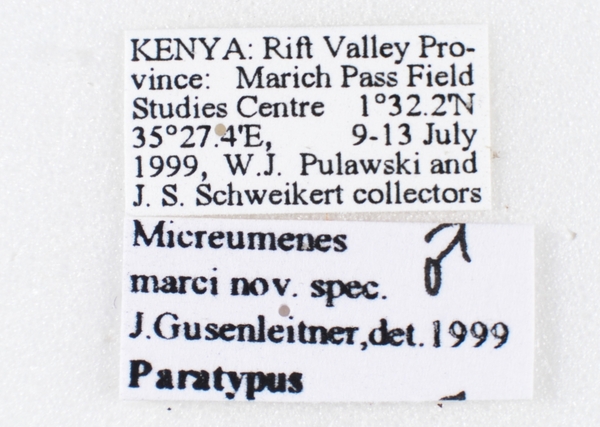 KENYA: Rift Valley Pro-
vince: Marich Pass Field
Studies Centre 1°32.2'N
35°27.4'E, 9-13 July
1999, W.J. Pulawski and
J. S. Schweikert collectors
Micreumenes ♂
marci nov. spec.
J.Gusenleitner,det.1999
Paratypus